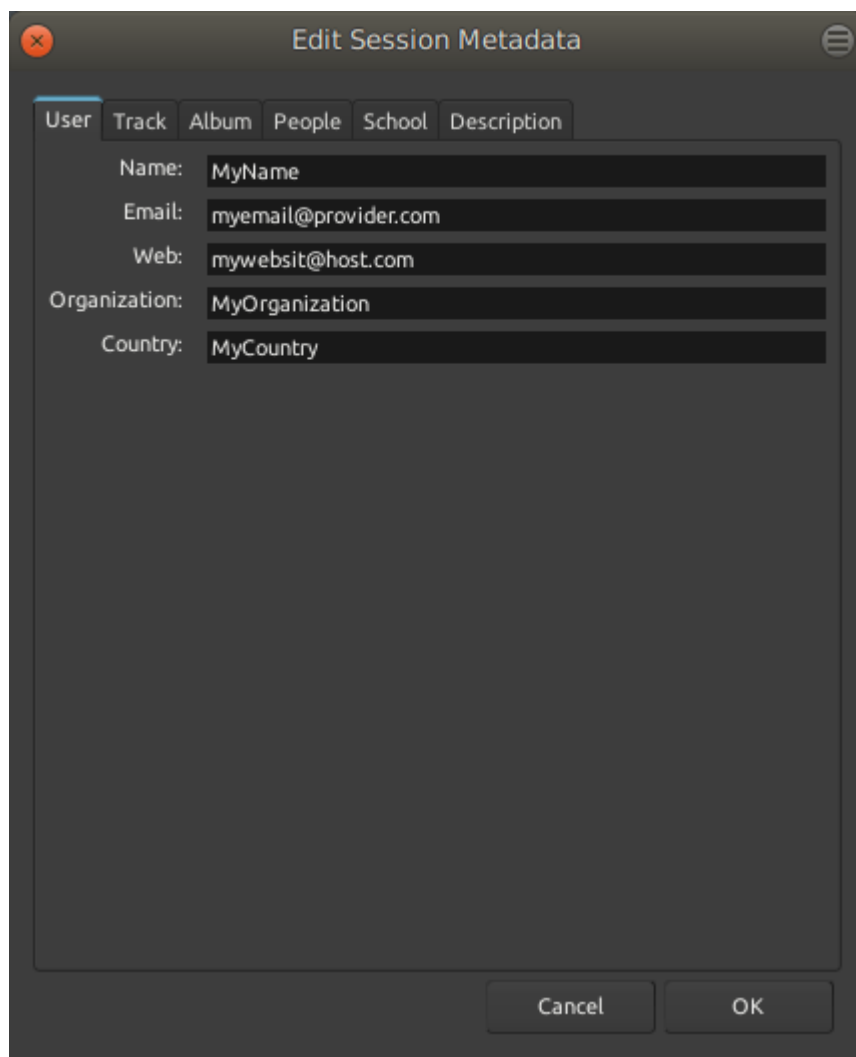 Edit Session Metadata
User Track Album People School Description
Name: MyName
Email: myemail@provider.com
Web: mywebsit@host.com
Organization: MyOrganization
Country: MyCountry
Cancel OK